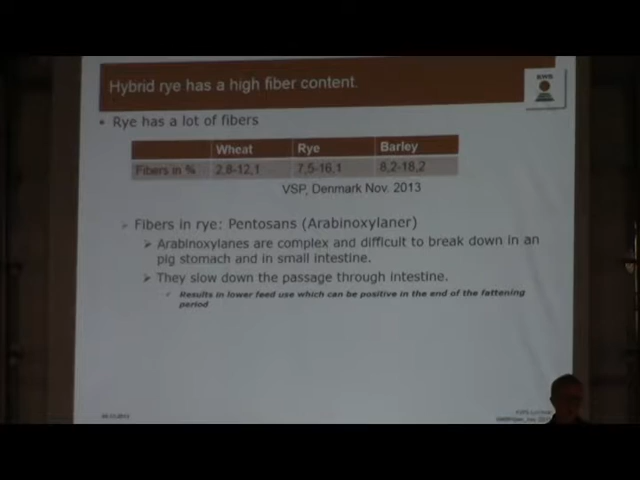 Hybrid rye has a high fiber content.
KWS
• Rye has a lot of fibers
Wheat Rye Barley
Fibers in % 2,8-12,1 7,5-16,1 8,2-18,2
VSP, Denmark Nov. 2013
➢ Fibers in rye: Pentosans (Arabinoxylaner)
➢ Arabinoxylanes are complex and difficult to break down in an
pig stomach and in small intestine.
➢ They slow down the passage through intestine.
✓ Results in lower feed use which can be positive in the end of the fattening
period